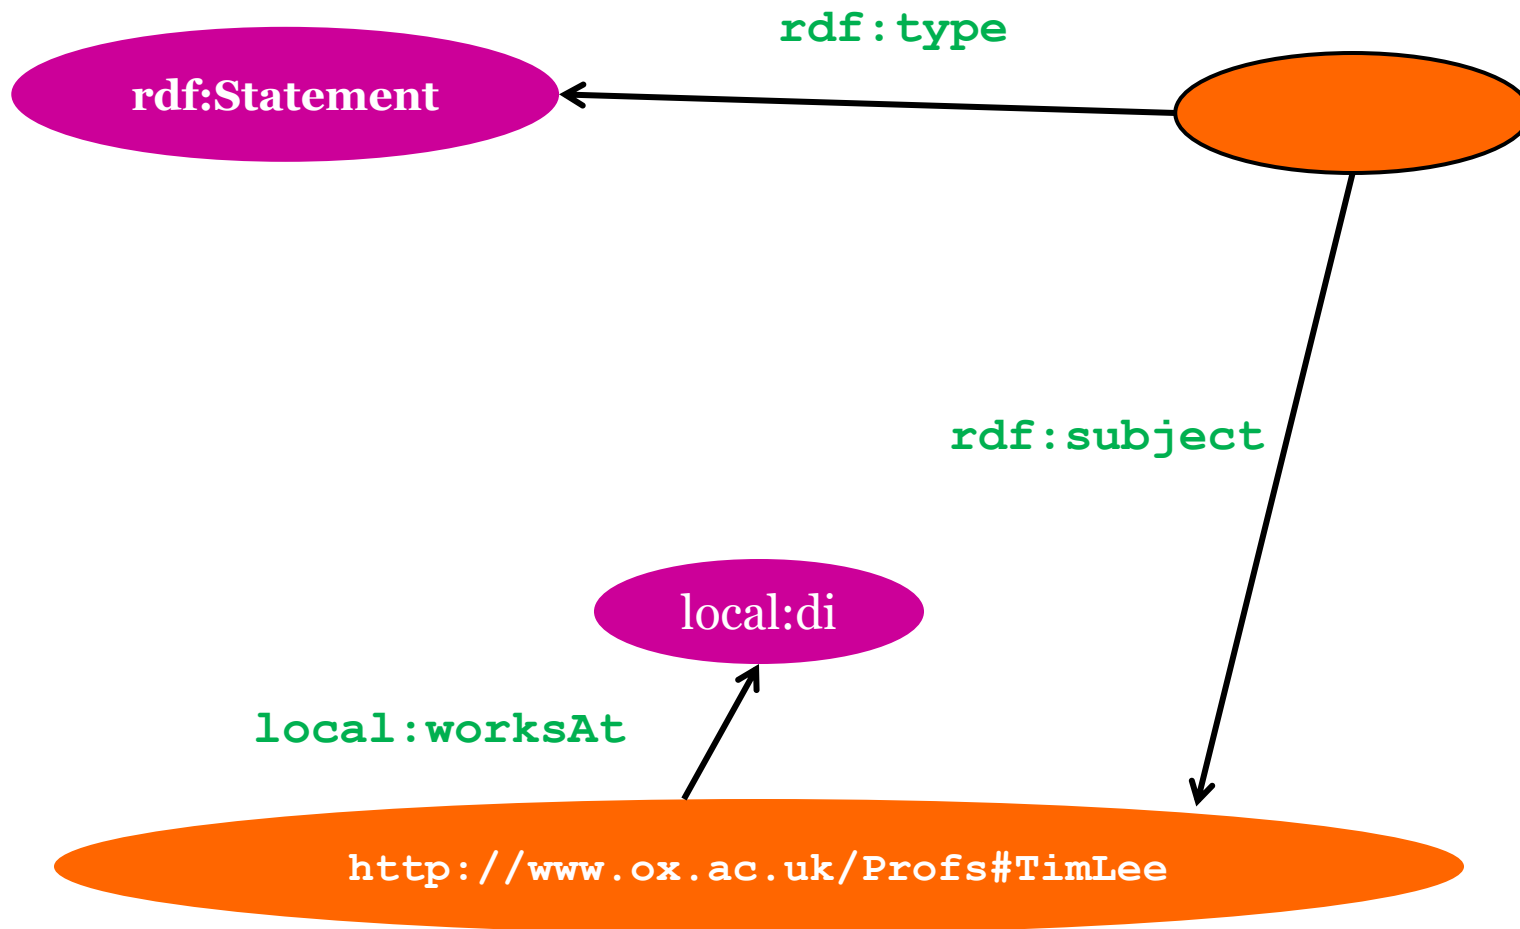 rdf:type
rdf:Statement
rdf:subject
local:di
local:worksAt
http://www.ox.ac.uk/Profs#TimLee